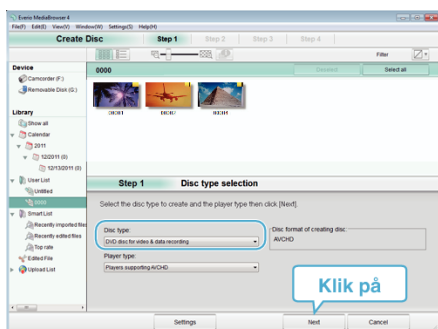 Everio MediaBrowser 4
File(F) Edit(E) View(V) Window(W) Settings(S) Help(H)
Create Disc Step 1 Step 2 Step 3 Step 4
Filter
Device
Camcorder (F:)
Removable Disk (G:)
0000
Deselect Select all
Library
Show all
Calendar
2011
12/2011 (0)
12/13/2011 (0)
User List
Untitled
0000
Smart List
Recently imported files
Recently edited files
Top rate
Edited File
Upload List
Step 1 Disc type selection
Select the disc type to create and the player type then click [Next].
Disc type:
DVD disc for video & data recording
Disc format of creating disc:
AVCHD
Player type:
Players supporting AVCHD
Klik på
Settings Next Cancel